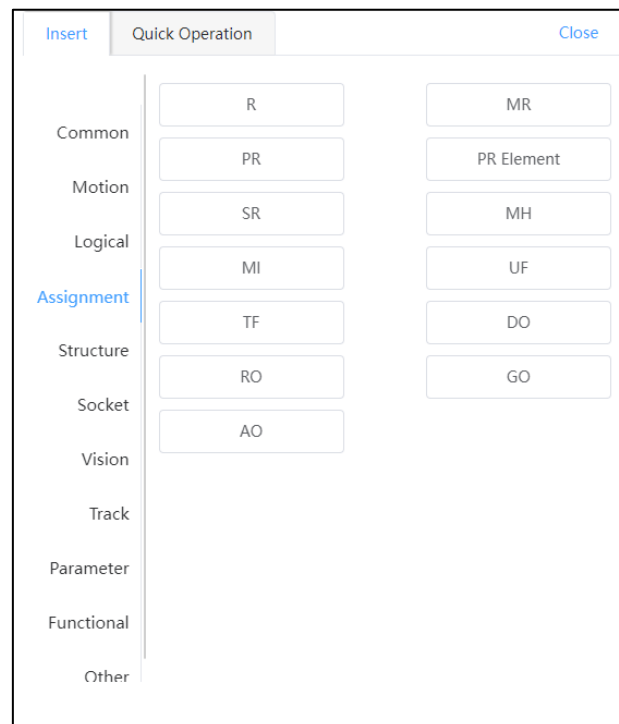 Insert
Quick Operation
Close
Common
Motion
Logical
Assignment
Structure
Socket
Vision
Track
Parameter
Functional
Other
R
MR
PR
PR Element
SR
MH
MI
UF
TF
DO
RO
GO
AO